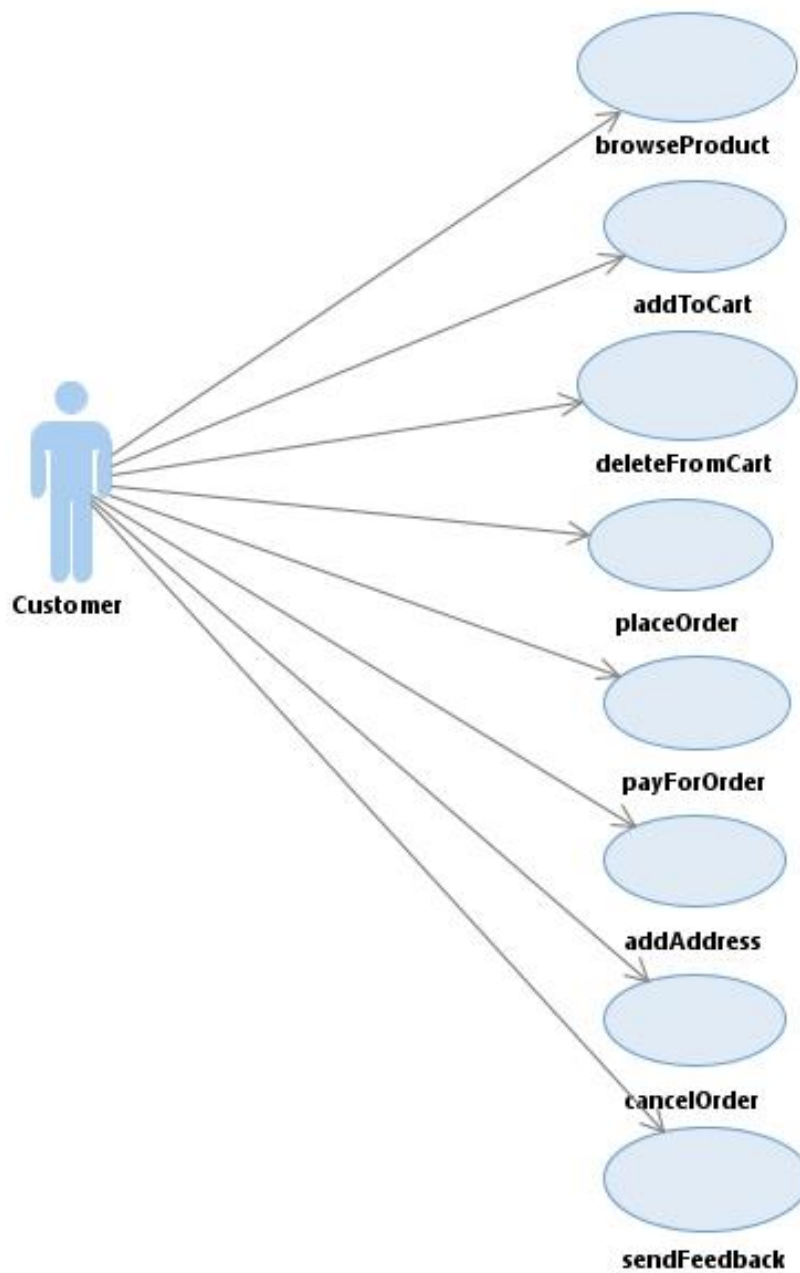 browseProduct
addToCart
deleteFromCart
Customer
placeOrder
payForOrder
addAddress
cancelOrder
sendFeedback